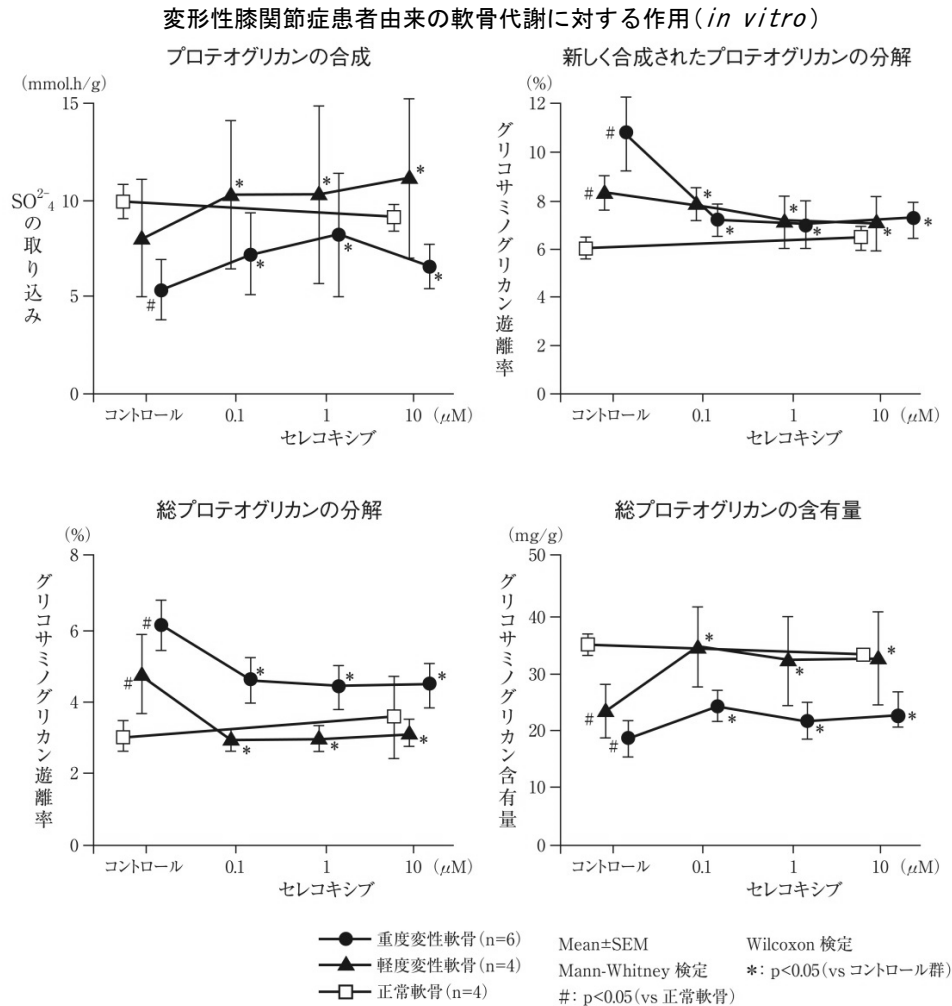 変形性膝関節症患者由来の軟骨代謝に対する作用(in vitro)
プロテオグリカンの合成
(mmol.h/g)
SO²⁻₄の取り込み
15
10
5
0
#
*
*
*
*
*
*
コントロール 0.1 1 10 (μM)
セレコキシブ
新しく合成されたプロテオグリカンの分解
(%)
グリコサミノグリカン遊離率
12
10
8
6
4
2
0
#
#
*
*
*
*
*
*
コントロール 0.1 1 10 (μM)
セレコキシブ
総プロテオグリカンの分解
(%)
グリコサミノグリカン遊離率
8
6
4
2
0
#
#
*
*
*
*
*
*
コントロール 0.1 1 10 (μM)
セレコキシブ
総プロテオグリカンの含有量
(mg/g)
グリコサミノグリカン含有量
50
40
30
20
10
0
#
#
*
*
*
*
*
*
コントロール 0.1 1 10 (μM)
セレコキシブ
重度変性軟骨(n=6)
軽度変性軟骨(n=4)
正常軟骨(n=4)
Mean±SEM
Mann-Whitney 検定
#: p<0.05(vs 正常軟骨)
Wilcoxon 検定
*: p<0.05(vs コントロール群)